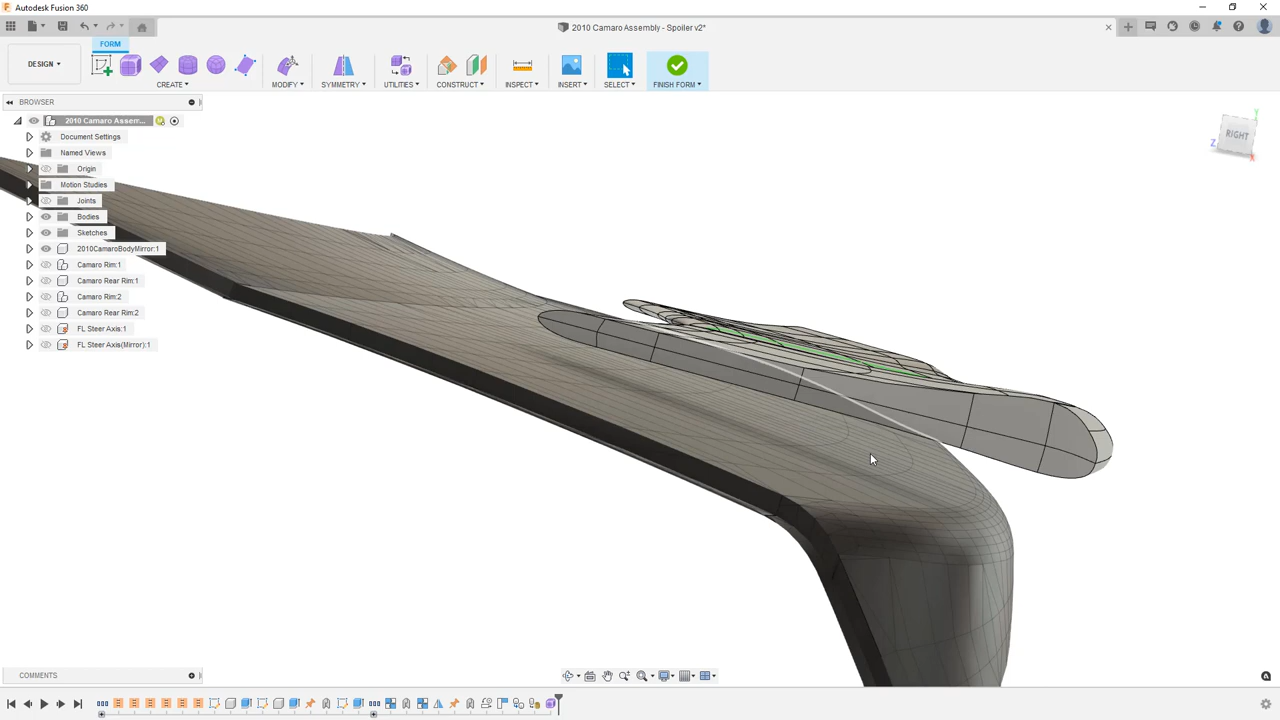 Autodesk Fusion 360
2010 Camaro Assembly - Spoiler v2*
FORM
DESIGN
CREATE
MODIFY
SYMMETRY
UTILITIES
CONSTRUCT
INSPECT
INSERT
SELECT
FINISH FORM
BROWSER
2010 Camaro Assem...
Document Settings
Named Views
Origin
Motion Studies
Joints
Bodies
Sketches
2010CamaroBodyMirror:1
Camaro Rim:1
Camaro Rear Rim:1
Camaro Rim:2
Camaro Rear Rim:2
FL Steer Axis:1
FL Steer Axis(Mirror):1
Y
RIGHT
Z
X
COMMENTS